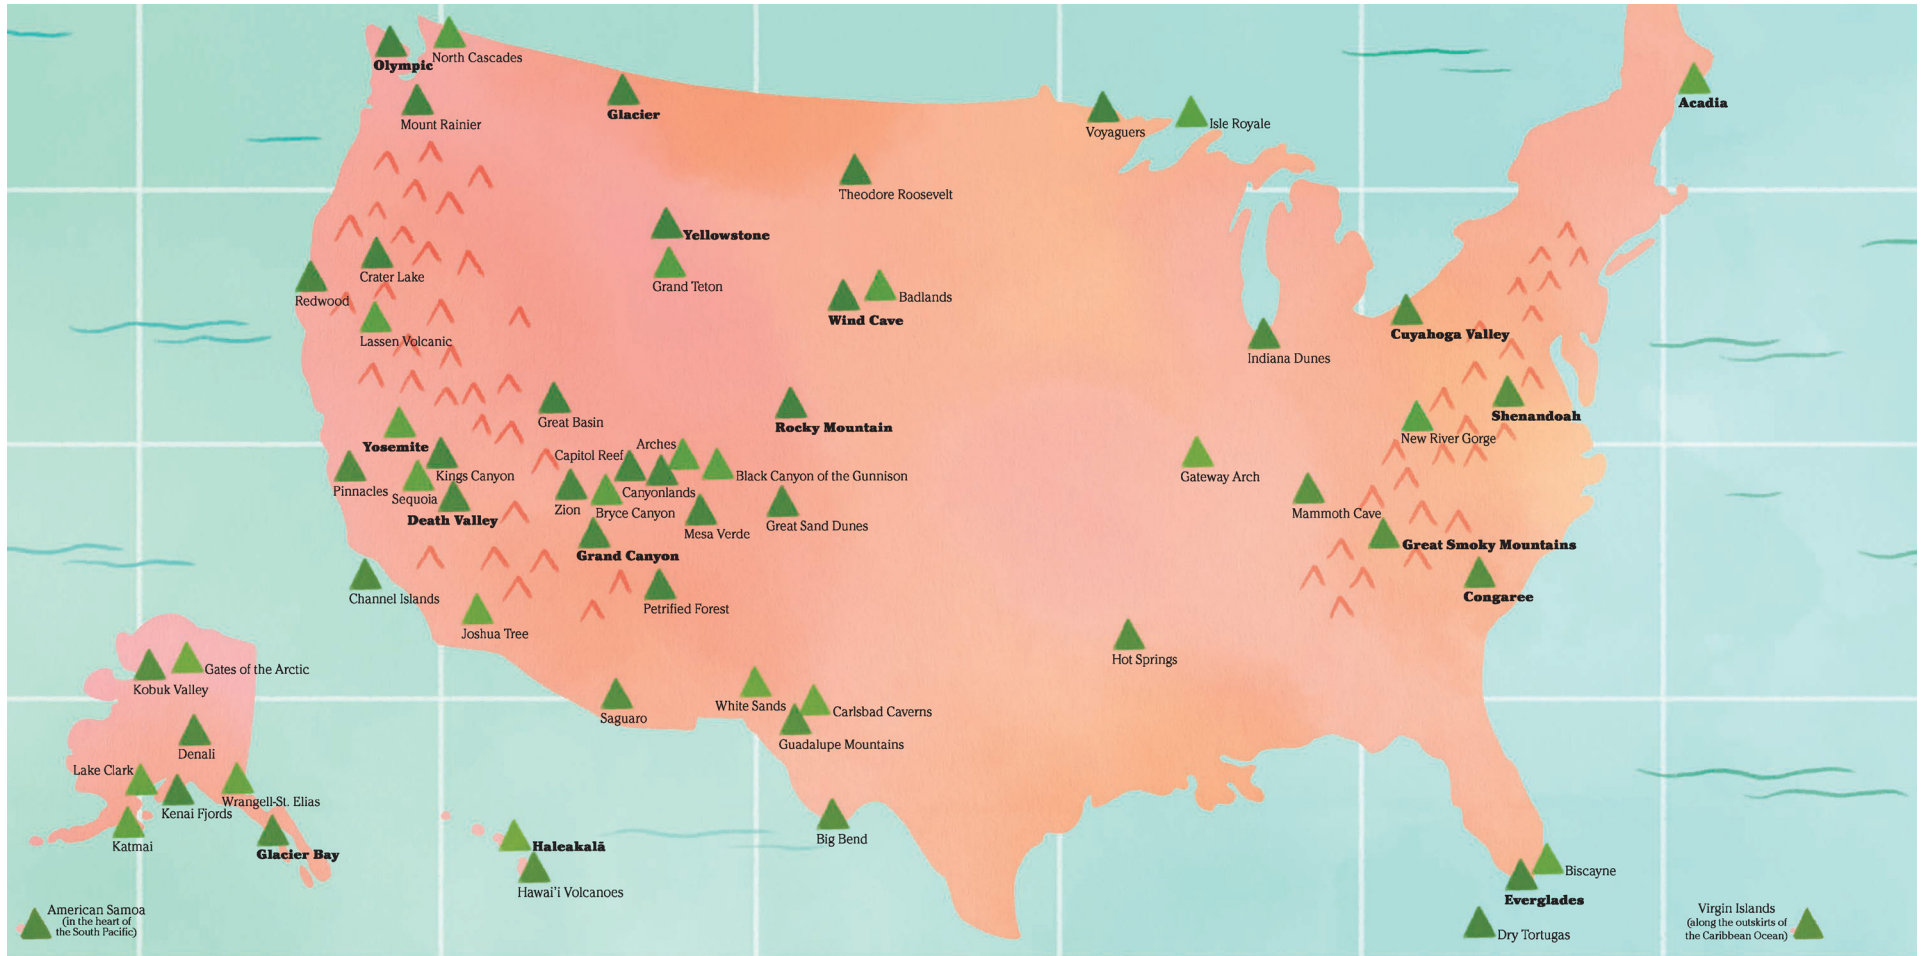 North Cascades
Olympic
Acadia
Glacier
Mount Rainier
Voyaguers
Isle Royale
Theodore Roosevelt
Yellowstone
Crater Lake
Grand Teton
Redwood
Badlands
Wind Cave
Cuyahoga Valley
Lassen Volcanic
Indiana Dunes
Great Basin
Rocky Mountain
Shenandoah
New River Gorge
Yosemite
Arches
Capitol Reef
Kings Canyon
Black Canyon of the Gunnison
Gateway Arch
Pinnacles
Sequoia
Canyonlands
Zion
Bryce Canyon
Mammoth Cave
Death Valley
Great Sand Dunes
Mesa Verde
Great Smoky Mountains
Grand Canyon
Channel Islands
Congaree
Petrified Forest
Joshua Tree
Hot Springs
Gates of the Arctic
Kobuk Valley
White Sands
Carlsbad Caverns
Saguaro
Guadalupe Mountains
Denali
Lake Clark
Wrangell-St. Elias
Kenai Fjords
Big Bend
Katmai
Haleakalā
Glacier Bay
Biscayne
Hawai'i Volcanoes
Everglades
American Samoa
(in the heart of
the South Pacific)
Virgin Islands
(along the outskirts of
the Caribbean Ocean)
Dry Tortugas